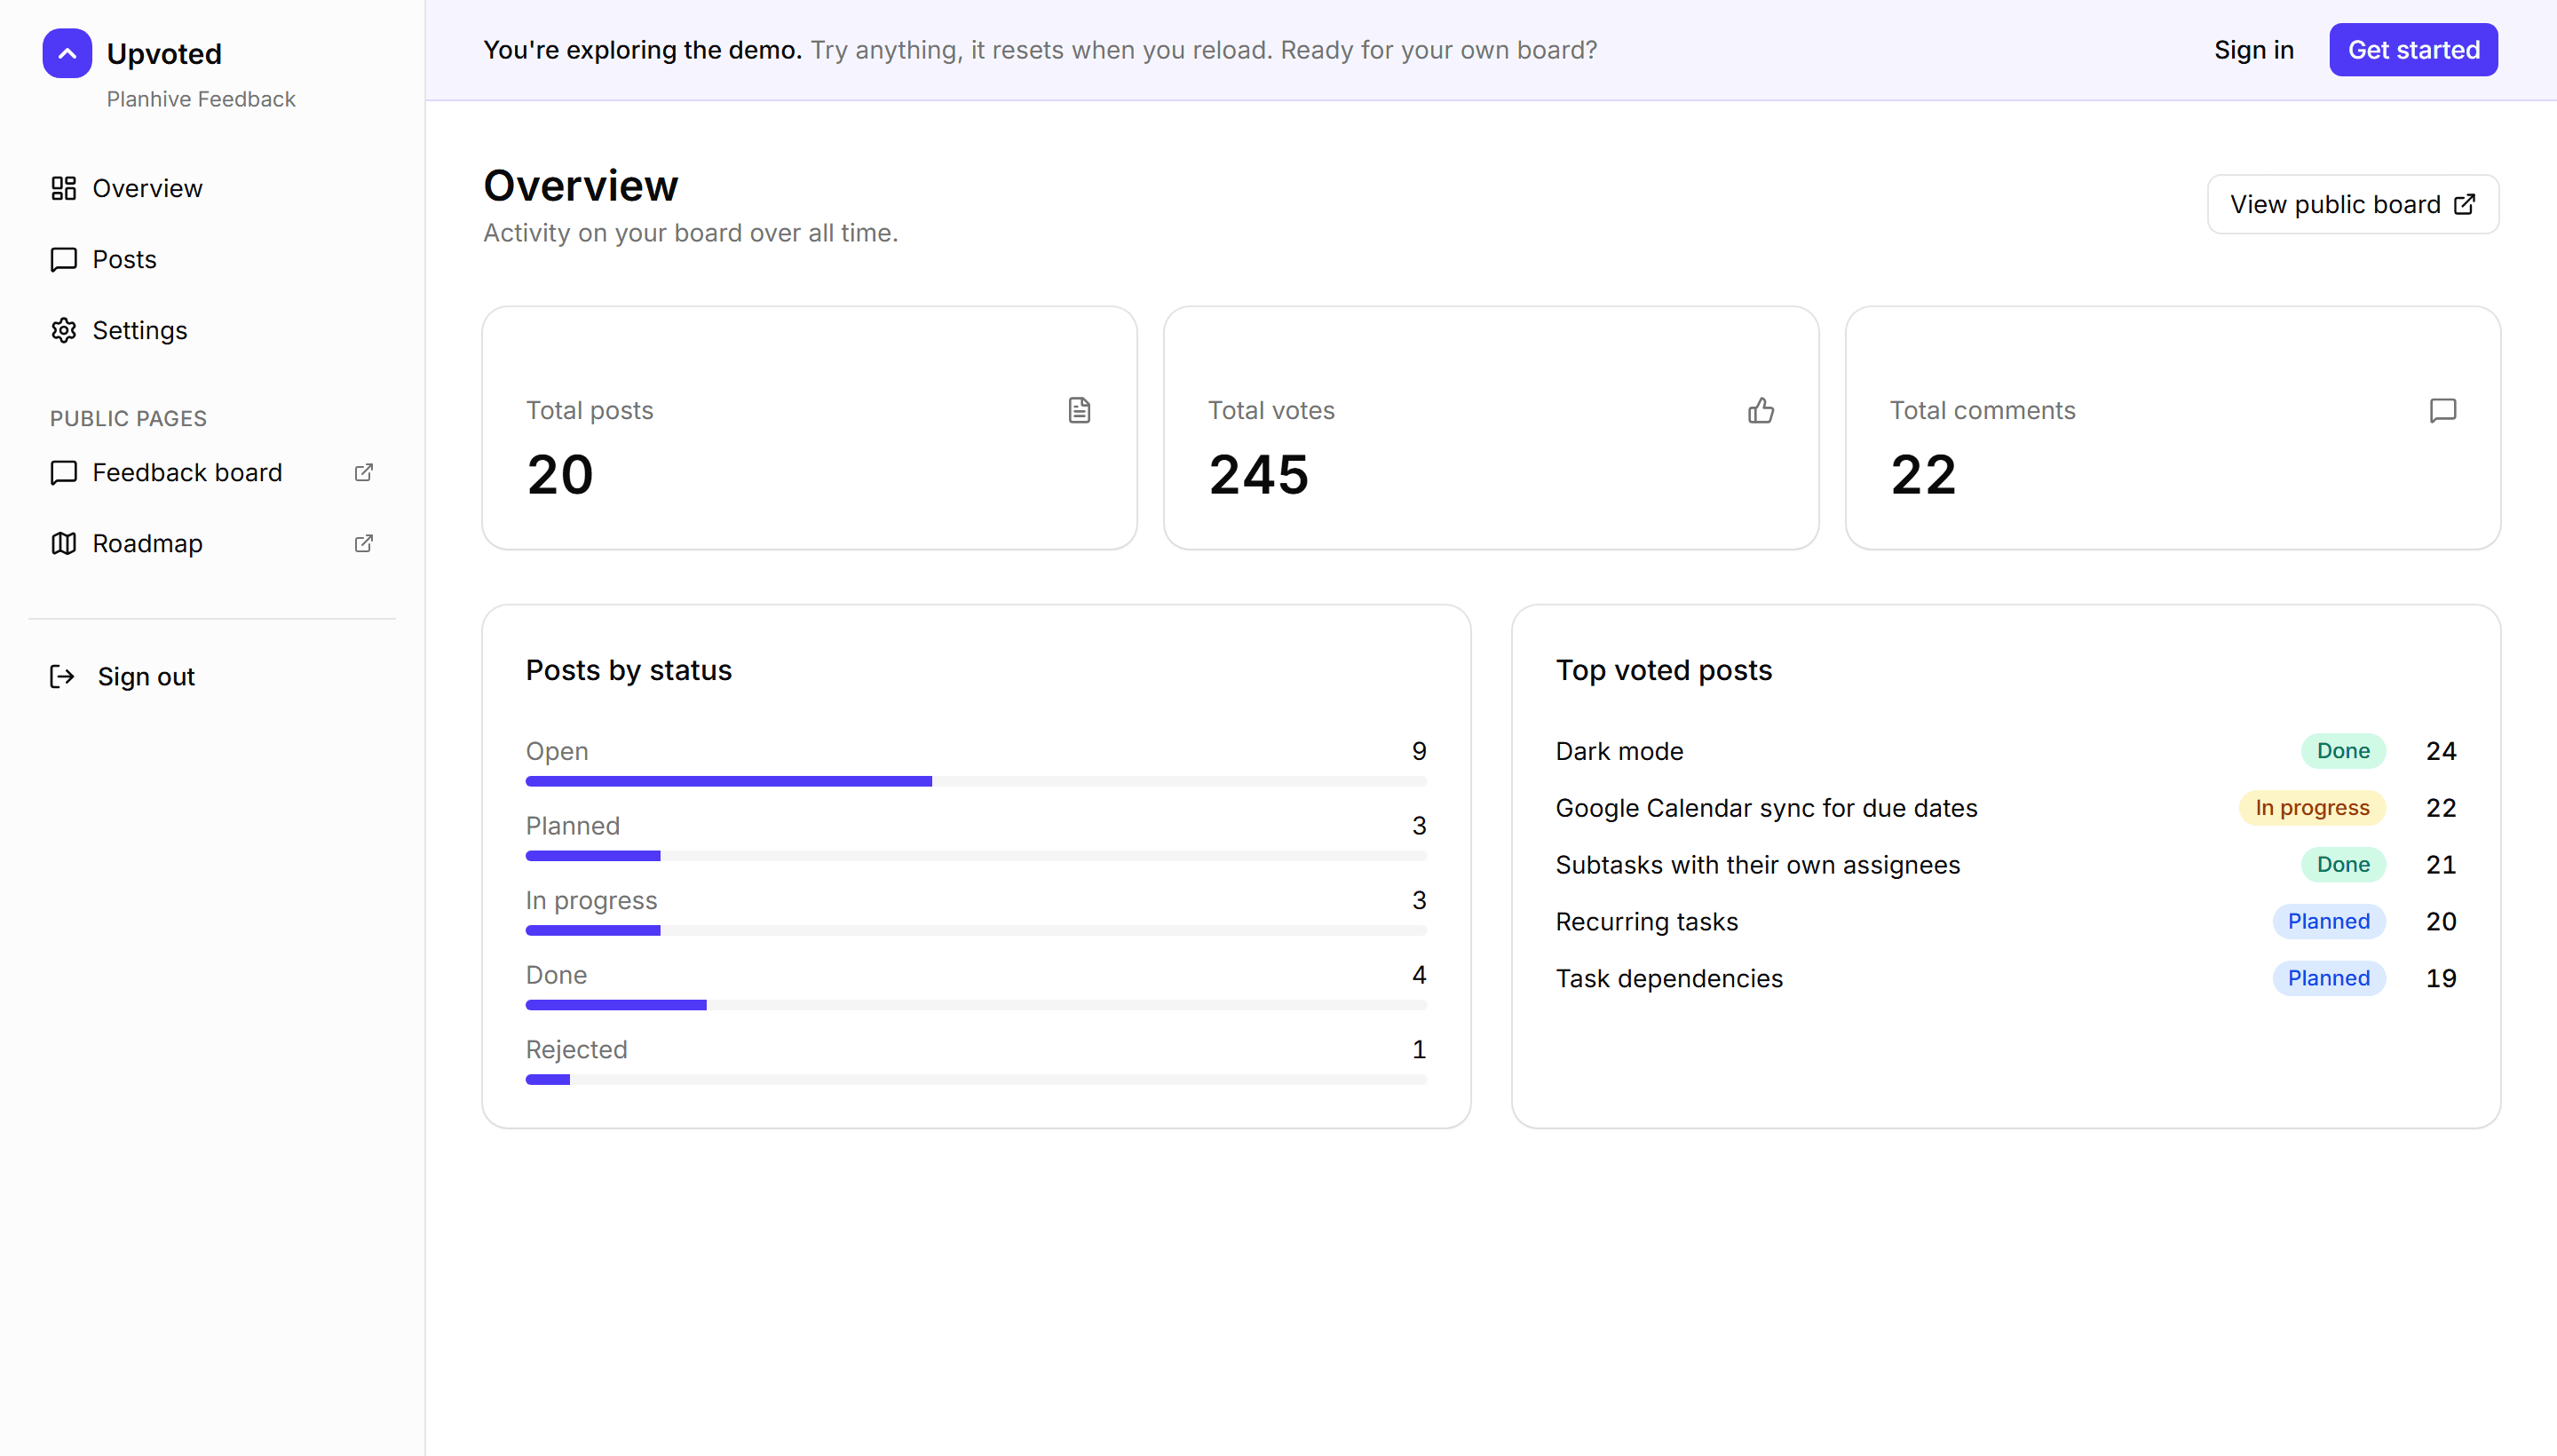 Upvoted
Planhive Feedback
Overview
Posts
Settings
PUBLIC PAGES
Feedback board
Roadmap
Sign out
You're exploring the demo. Try anything, it resets when you reload. Ready for your own board?
Sign in
Get started
Overview
Activity on your board over all time.
View public board
Total posts
20
Total votes
245
Total comments
22
Posts by status
Open 9
Planned 3
In progress 3
Done 4
Rejected 1
Top voted posts
Dark mode Done 24
Google Calendar sync for due dates In progress 22
Subtasks with their own assignees Done 21
Recurring tasks Planned 20
Task dependencies Planned 19